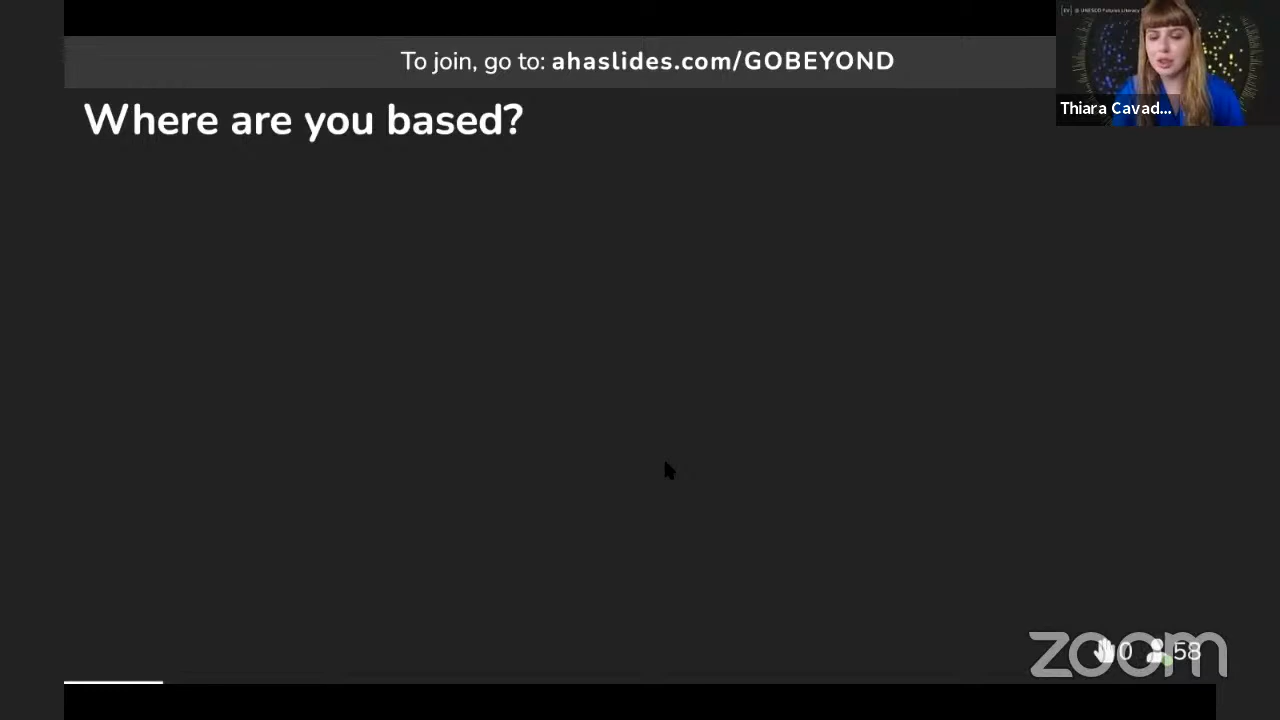 To join, go to: ahaslides.com/GOBEYOND
Where are you based?
Thiara Cavad...
0 58
zoom